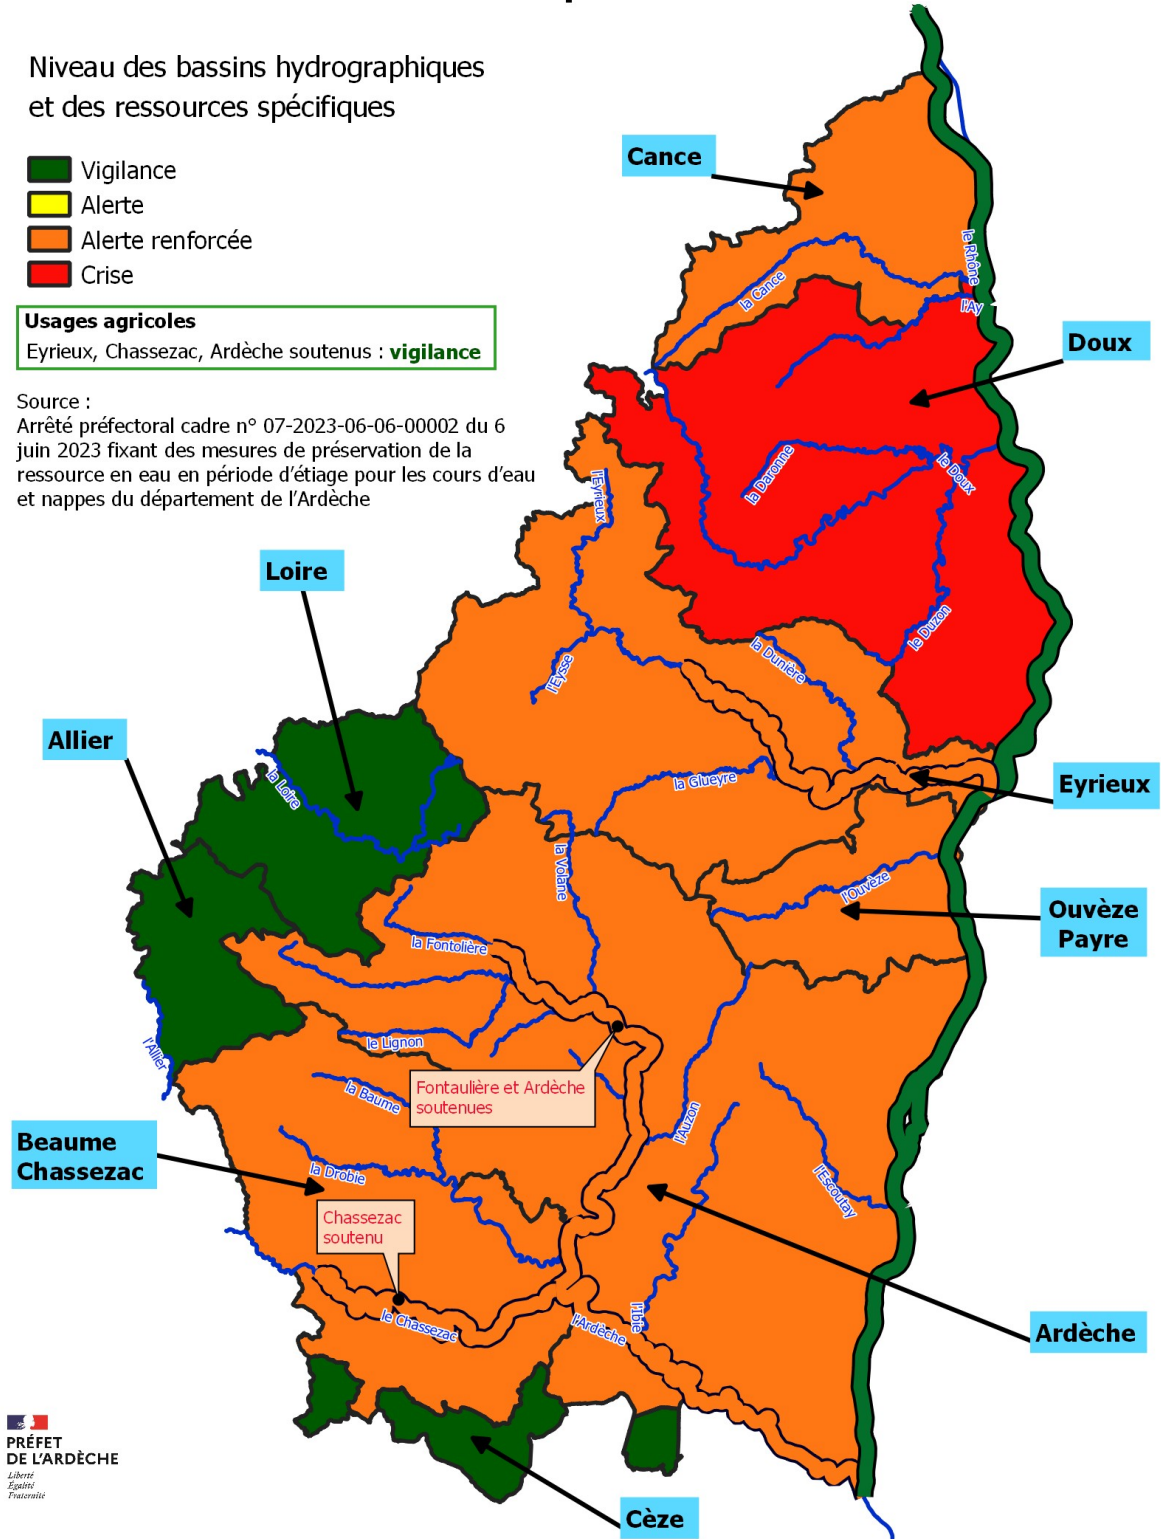 Niveau des bassins hydrographiques
et des ressources spécifiques
Vigilance
Alerte
Alerte renforcée
Crise
Usages agricoles
Eyrieux, Chassezac, Ardèche soutenus : vigilance
Source :
Arrêté préfectoral cadre n° 07-2023-06-06-00002 du 6
juin 2023 fixant des mesures de préservation de la
ressource en eau en période d’étiage pour les cours d’eau
et nappes du département de l’Ardèche
Cance
le Rhône
la Cance
l'Ay
Doux
la Daronne
le Doux
l'Eyrieux
Loire
le Duzon
la Dunière
l'Eysse
Allier
la Loire
la Glueyre
Eyrieux
la Volane
l'Ouvèze
Ouvèze
Payre
la Fontolière
l'Allier
le Lignon
Fontaulière et Ardèche
soutenues
la Baume
l'Auzon
Beaume
Chassezac
la Drobie
l'Escoutay
Chassezac
soutenu
le Chassezac
l'Ardèche
l'Ibie
Ardèche
Cèze
PRÉFET
DE L’ARDÈCHE
Liberté
Égalité
Fraternité